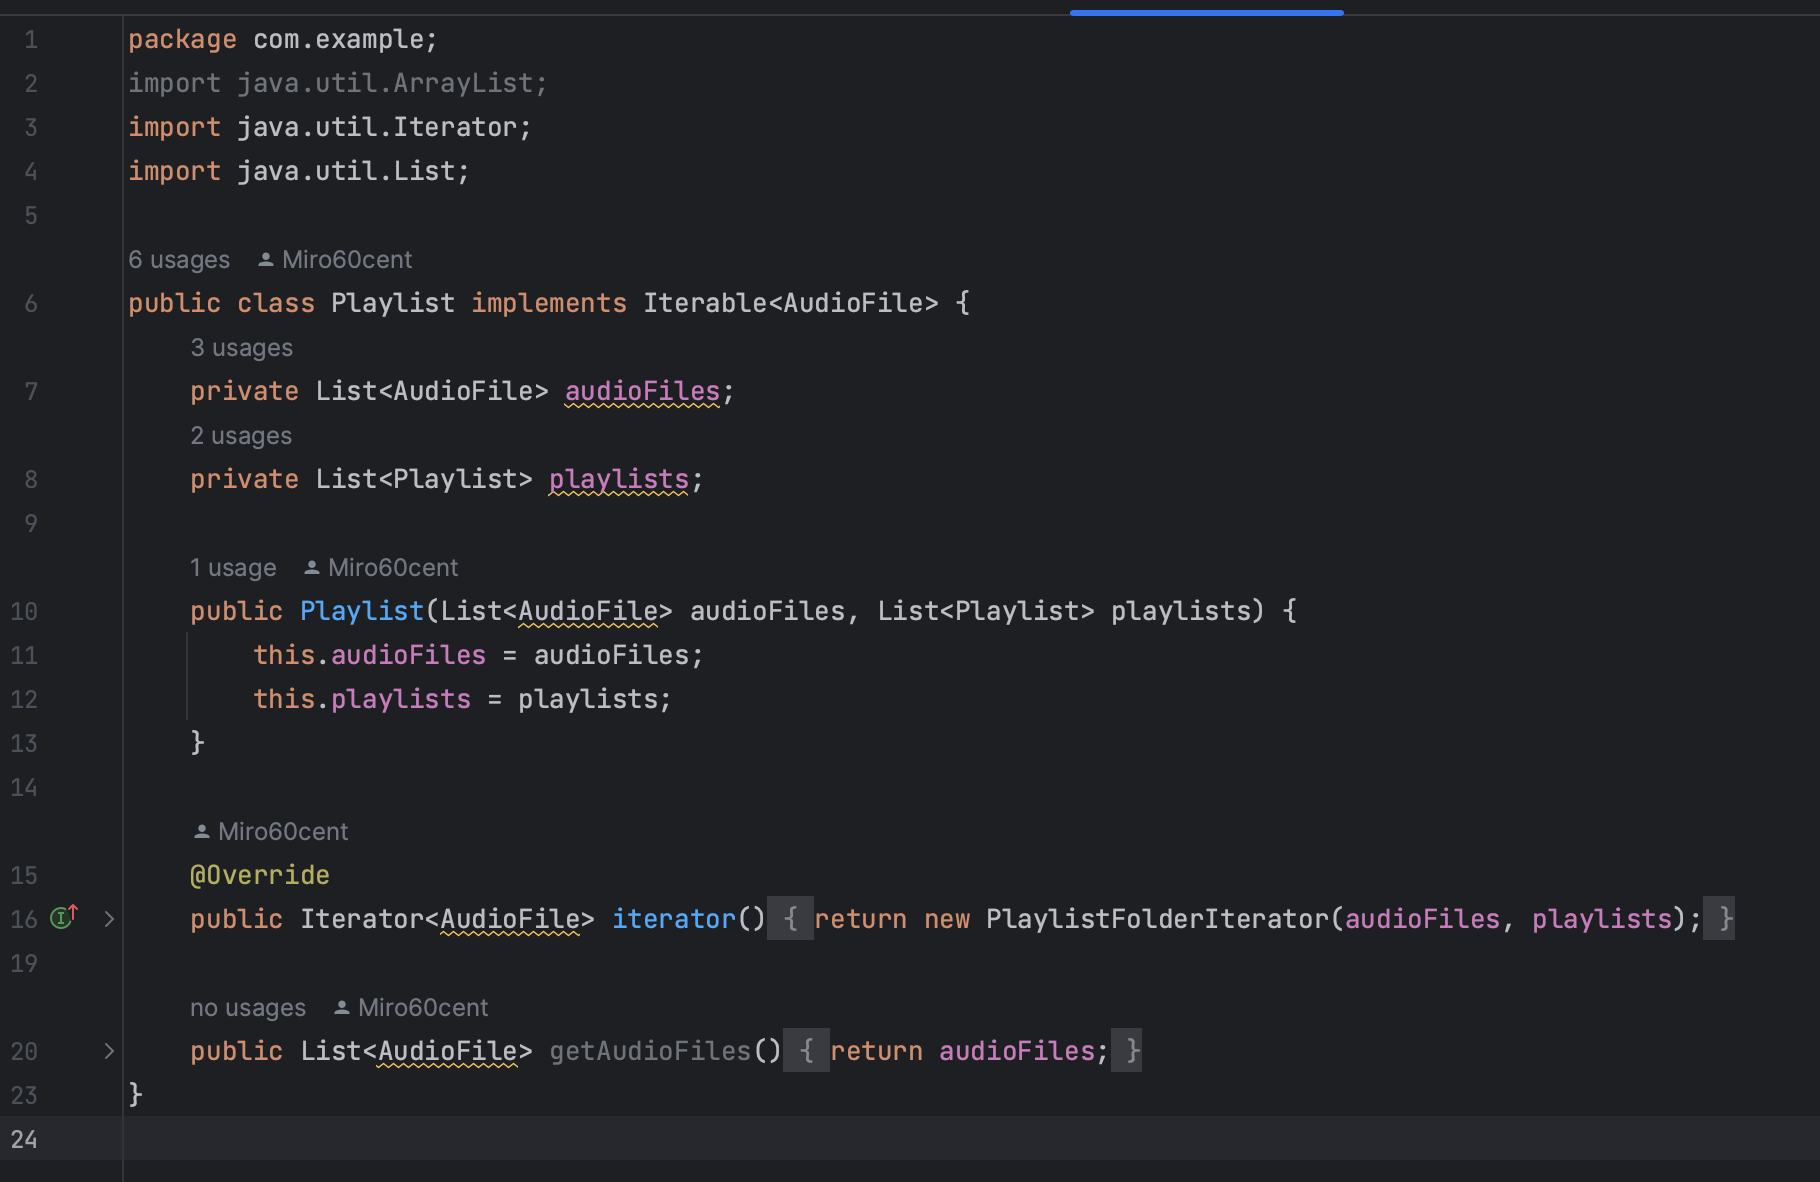 1 package com.example;
2 import java.util.ArrayList;
3 import java.util.Iterator;
4 import java.util.List;
5
6 usages Miro60cent
6 public class Playlist implements Iterable<AudioFile> {
3 usages
7 private List<AudioFile> audioFiles;
2 usages
8 private List<Playlist> playlists;
9
1 usage Miro60cent
10 public Playlist(List<AudioFile> audioFiles, List<Playlist> playlists) {
11 this.audioFiles = audioFiles;
12 this.playlists = playlists;
13 }
14
Miro60cent
15 @Override
16 public Iterator<AudioFile> iterator() { return new PlaylistFolderIterator(audioFiles, playlists); }
19
no usages Miro60cent
20 public List<AudioFile> getAudioFiles() { return audioFiles; }
23 }
24